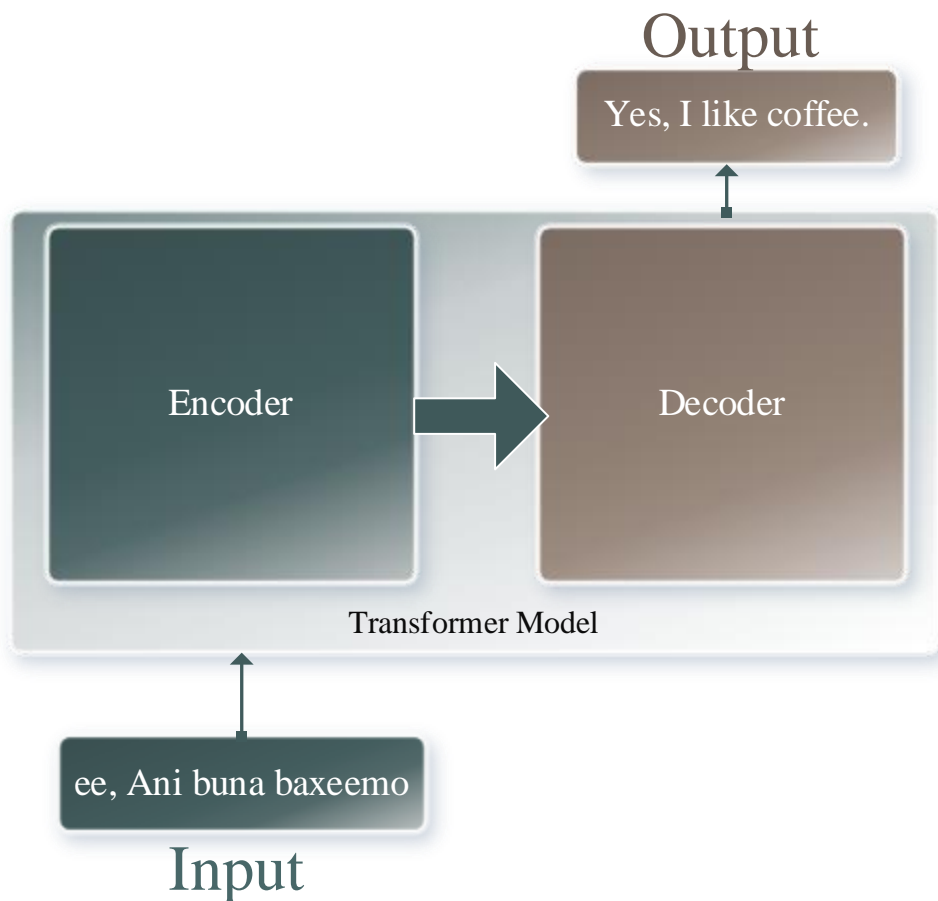 Output
Yes, I like coffee.
Encoder
Decoder
Transformer Model
ee, Ani buna baxeemo
Input